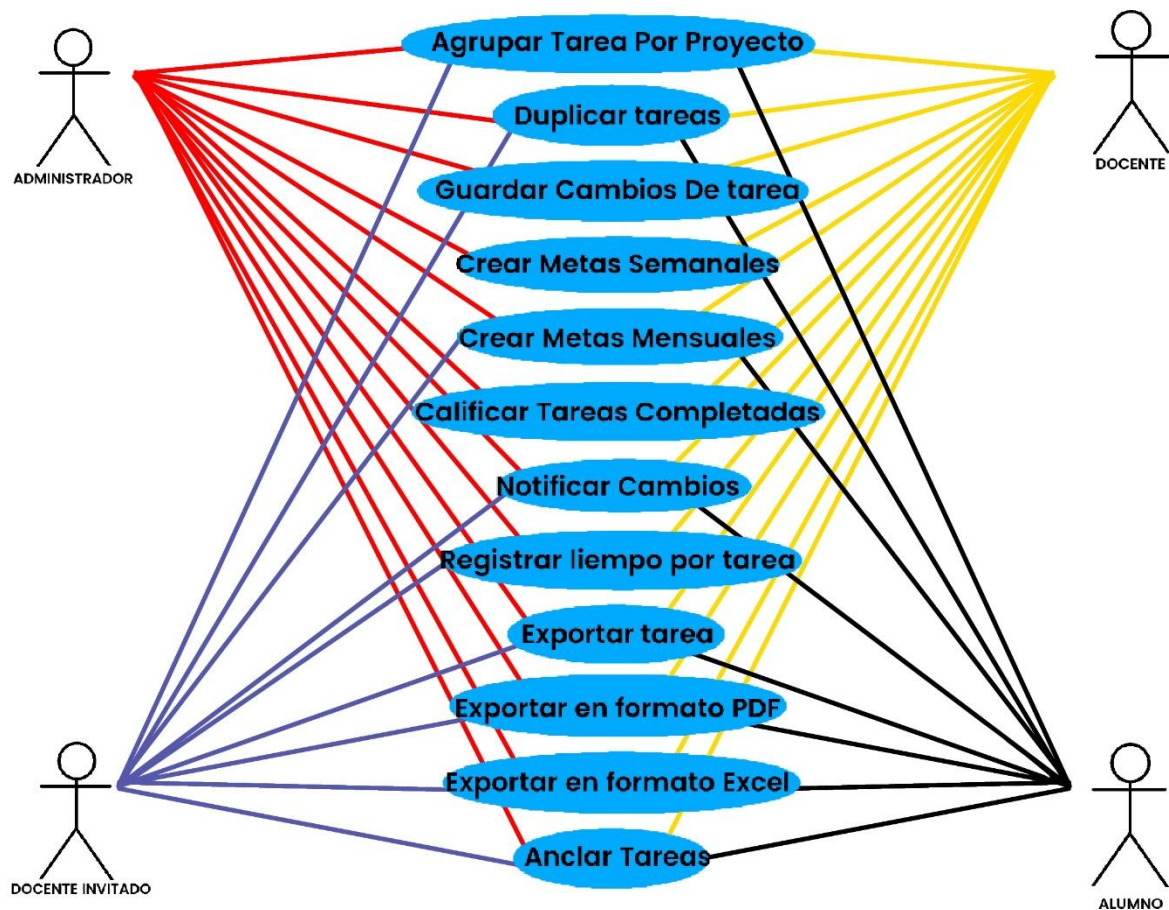 Agrupar Tarea Por Proyecto
Duplicar tareas
ADMINISTRADOR
DOCENTE
Guardar Cambios De tarea
Crear Metas Semanales
Crear Metas Mensuales
Calificar Tareas Completadas
Notificar Cambios
Registrar liempo por tarea
Exportar tarea
Exportar en formato PDF
Exportar en formato Excel
Anclar Tareas
DOCENTE INVITADO
ALUMNO